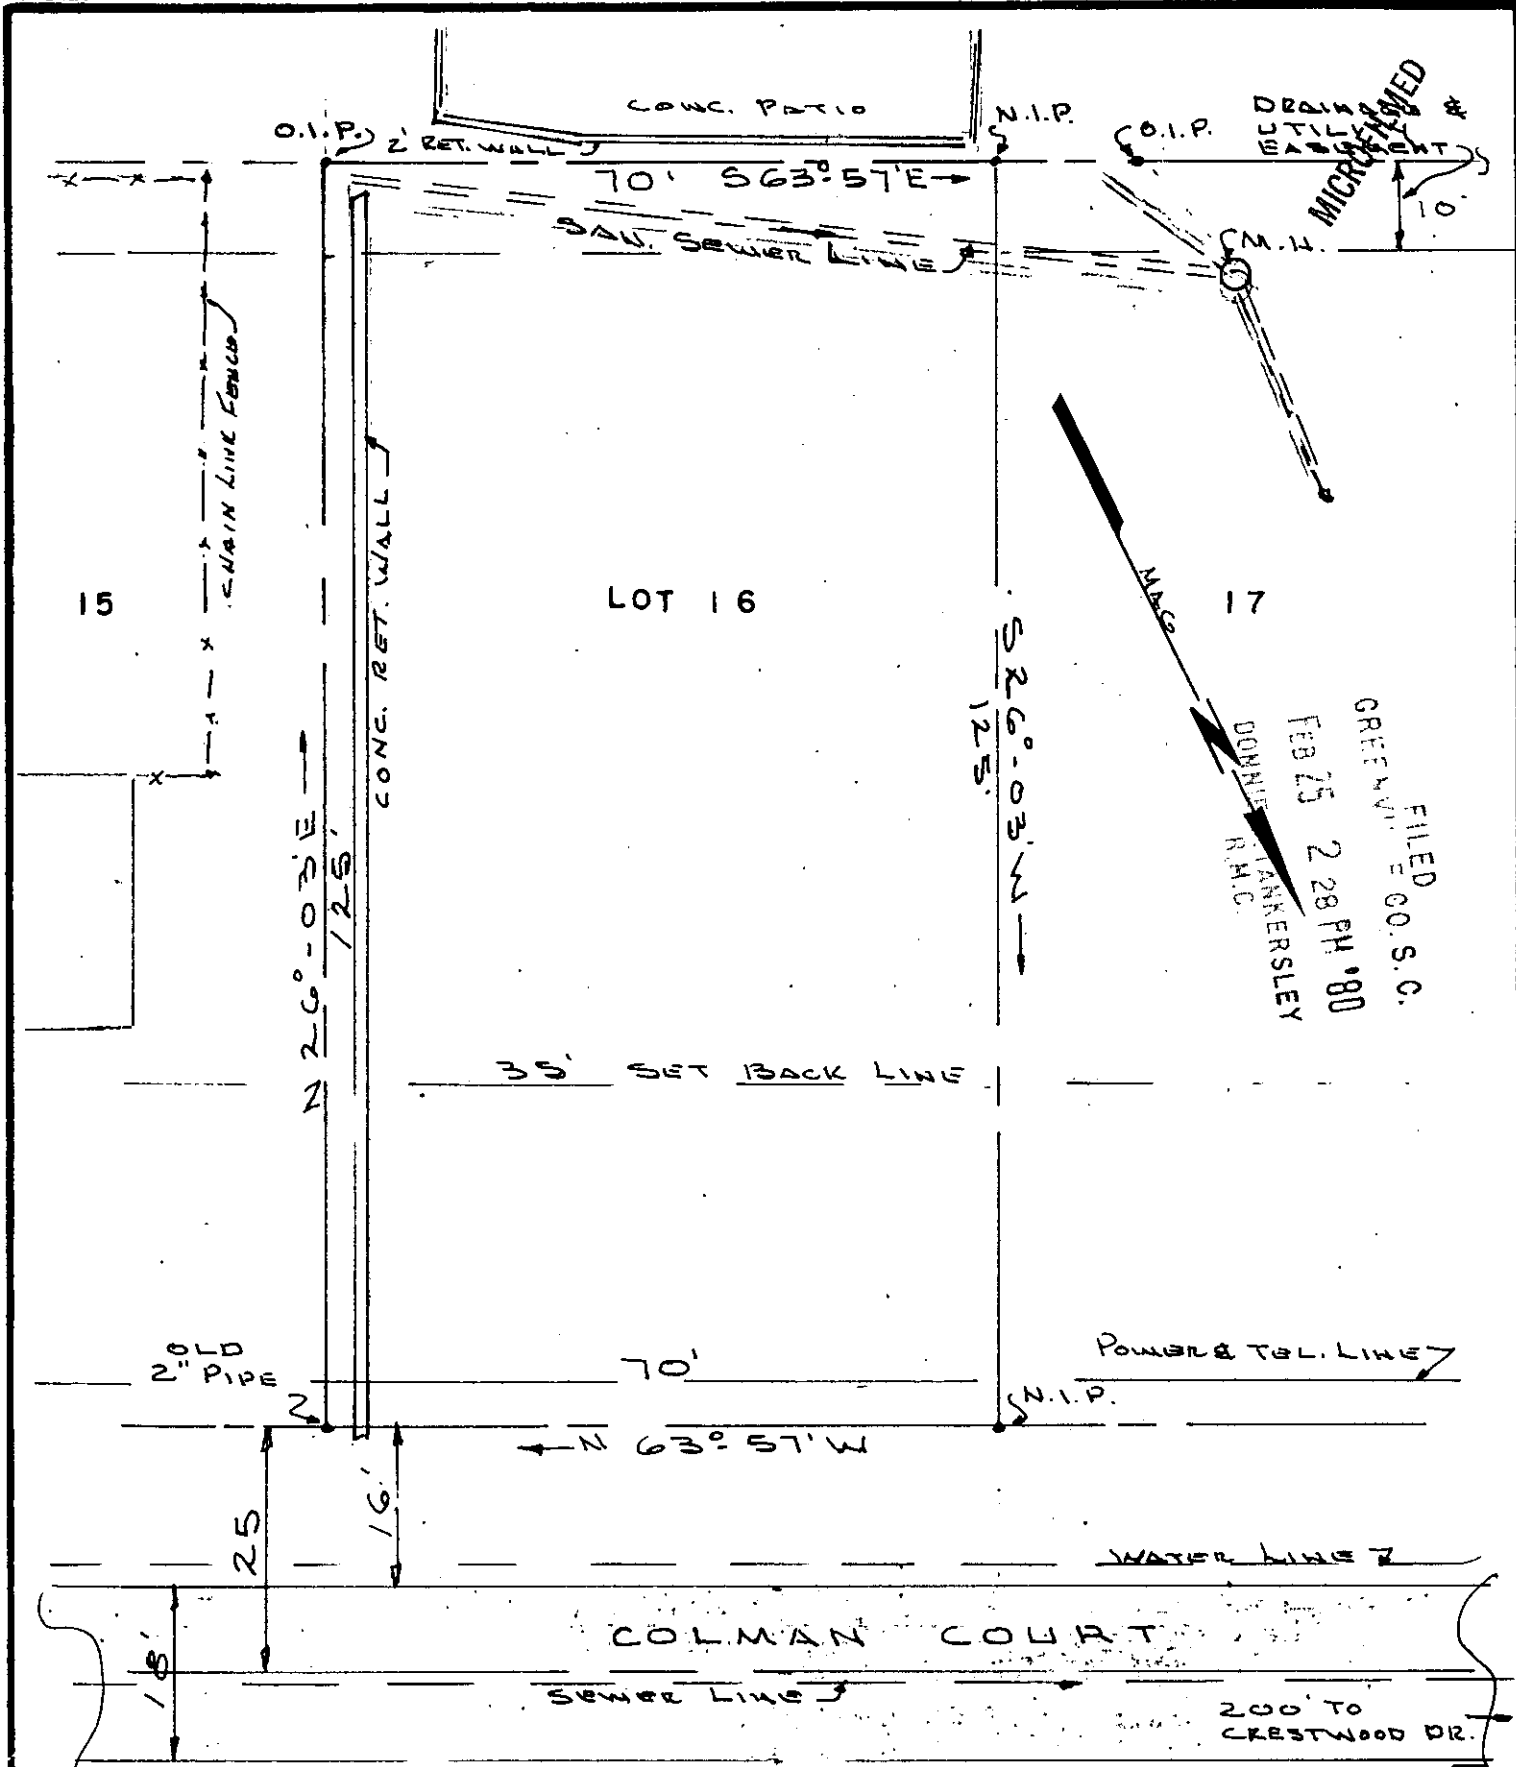 CONC. PATIO
O.I.P.
2' RET. WALL
N.I.P.
O.I.P.
DRAINAGE &
UTILITY
EASEMENT
MICROFILMED
10'
70' S63°57'E
SAN. SEWER LINE
M.H.
CHAIN LINK FENCE
CONC. RET. WALL
15
LOT 16
17
MAG
N 26°-03'E
125'
S26°-03'W
125'
FILED
GREENVILLE CO. S.C.
FEB 25 2 28 PM '80
DONNIE TANKERSLEY
R.M.C.
35' SET BACK LINE
OLD
2" PIPE
70'
POWER & TEL. LINE
N.I.P.
N 63°57'W
25
16'
WATER LINE
18'
COLMAN COURT
SEWER LINE
200' TO
CRESTWOOD DR.